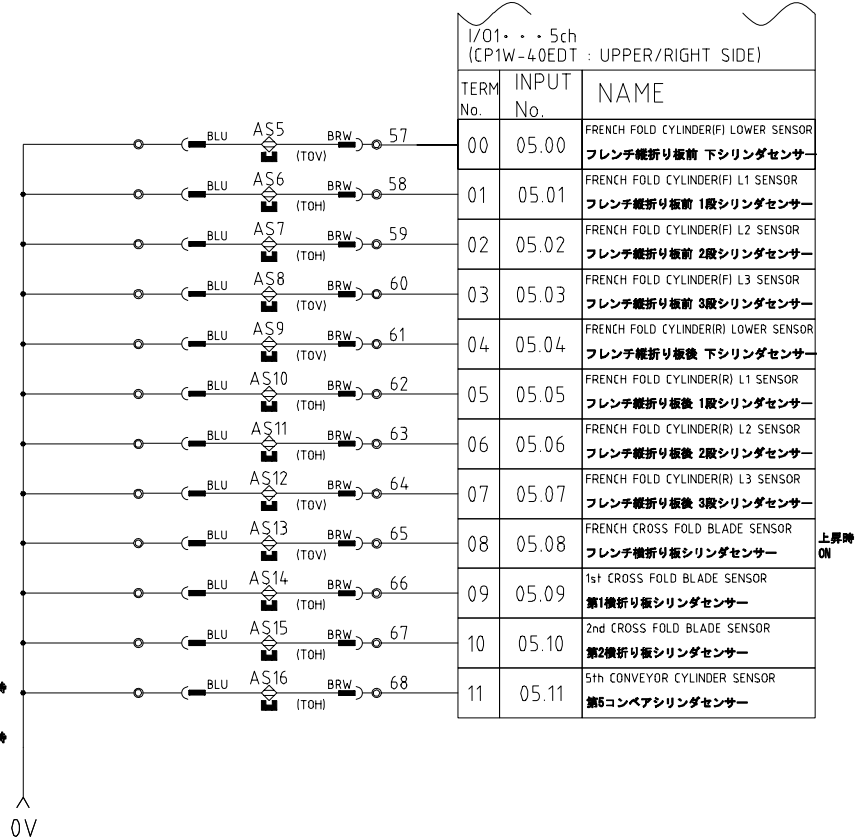 I/O1・・・5ch
(CP1W-40EDT : UPPER/RIGHT SIDE)
TERM No. INPUT No. NAME
BLU AS5 BRW 57 (TOV) 00 05.00 FRENCH FOLD CYLINDER(F) LOWER SENSOR
フレンチ縦折り板前 下シリンダセンサー
BLU AS6 BRW 58 (TOH) 01 05.01 FRENCH FOLD CYLINDER(F) L1 SENSOR
フレンチ縦折り板前 1段シリンダセンサー
BLU AS7 BRW 59 (TOH) 02 05.02 FRENCH FOLD CYLINDER(F) L2 SENSOR
フレンチ縦折り板前 2段シリンダセンサー
BLU AS8 BRW 60 (TOV) 03 05.03 FRENCH FOLD CYLINDER(F) L3 SENSOR
フレンチ縦折り板前 3段シリンダセンサー
BLU AS9 BRW 61 (TOV) 04 05.04 FRENCH FOLD CYLINDER(R) LOWER SENSOR
フレンチ縦折り板後 下シリンダセンサー
BLU AS10 BRW 62 (TOH) 05 05.05 FRENCH FOLD CYLINDER(R) L1 SENSOR
フレンチ縦折り板後 1段シリンダセンサー
BLU AS11 BRW 63 (TOH) 06 05.06 FRENCH FOLD CYLINDER(R) L2 SENSOR
フレンチ縦折り板後 2段シリンダセンサー
BLU AS12 BRW 64 (TOV) 07 05.07 FRENCH FOLD CYLINDER(R) L3 SENSOR
フレンチ縦折り板後 3段シリンダセンサー
BLU AS13 BRW 65 (TOV) 08 05.08 FRENCH CROSS FOLD BLADE SENSOR
フレンチ横折り板シリンダセンサー
上昇時
ON
BLU AS14 BRW 66 (TOH) 09 05.09 1st CROSS FOLD BLADE SENSOR
第1横折り板シリンダセンサー
BLU AS15 BRW 67 (TOH) 10 05.10 2nd CROSS FOLD BLADE SENSOR
第2横折り板シリンダセンサー
BLU AS16 BRW 68 (TOH) 11 05.11 5th CONVEYOR CYLINDER SENSOR
第5コンベアシリンダセンサー
0V